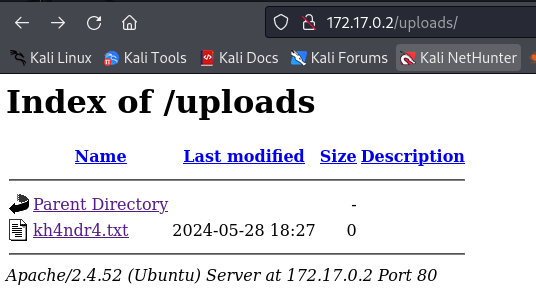 172.17.0.2/uploads/
Kali Linux Kali Tools Kali Docs Kali Forums Kali NetHunter
Index of /uploads
Name Last modified Size Description
Parent Directory -
kh4ndr4.txt 2024-05-28 18:27 0
Apache/2.4.52 (Ubuntu) Server at 172.17.0.2 Port 80